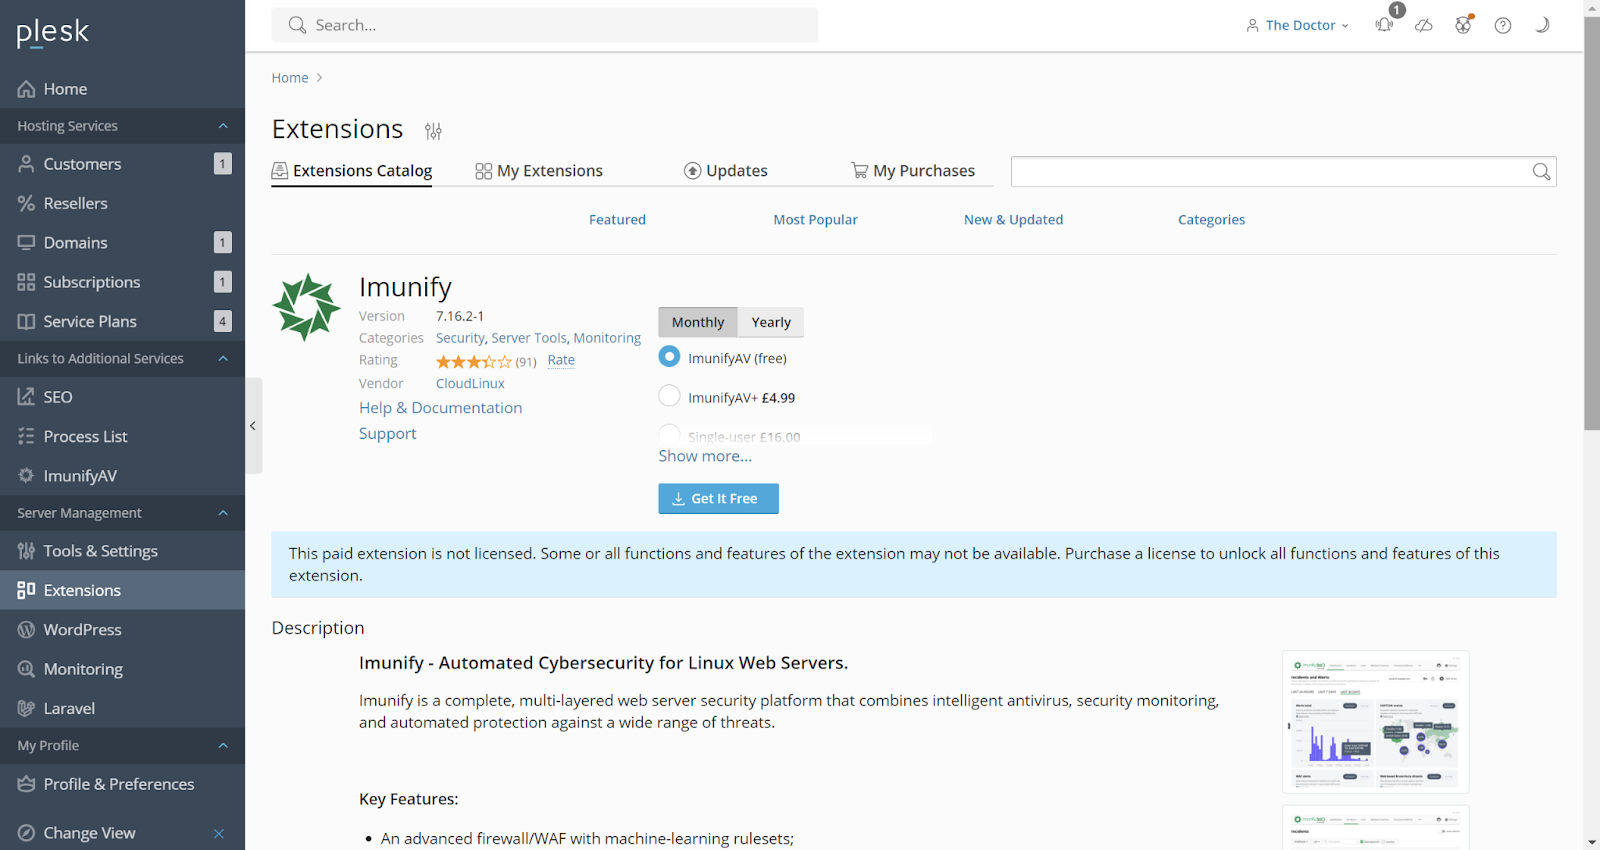 plesk
Search...
1
The Doctor
Home
Home
Hosting Services
Customers 1
Resellers
Domains 1
Subscriptions 1
Service Plans 4
Links to Additional Services
SEO
Process List
ImunifyAV
Server Management
Tools & Settings
Extensions
WordPress
Monitoring
Laravel
My Profile
Profile & Preferences
Change View
Extensions
Extensions Catalog My Extensions Updates My Purchases
Featured Most Popular New & Updated Categories
Imunify
Version 7.16.2-1
Categories Security, Server Tools, Monitoring
Rating (91) Rate
Vendor CloudLinux
Help & Documentation
Support
Monthly Yearly
ImunifyAV (free)
ImunifyAV+ £4.99
Single-user £16.00
Show more...
Get It Free
This paid extension is not licensed. Some or all functions and features of the extension may not be available. Purchase a license to unlock all functions and features of this
extension.
Description
Imunify - Automated Cybersecurity for Linux Web Servers.
Imunify is a complete, multi-layered web server security platform that combines intelligent antivirus, security monitoring,
and automated protection against a wide range of threats.
Key Features:
• An advanced firewall/WAF with machine-learning rulesets;
Incidents and Alerts
Incidents